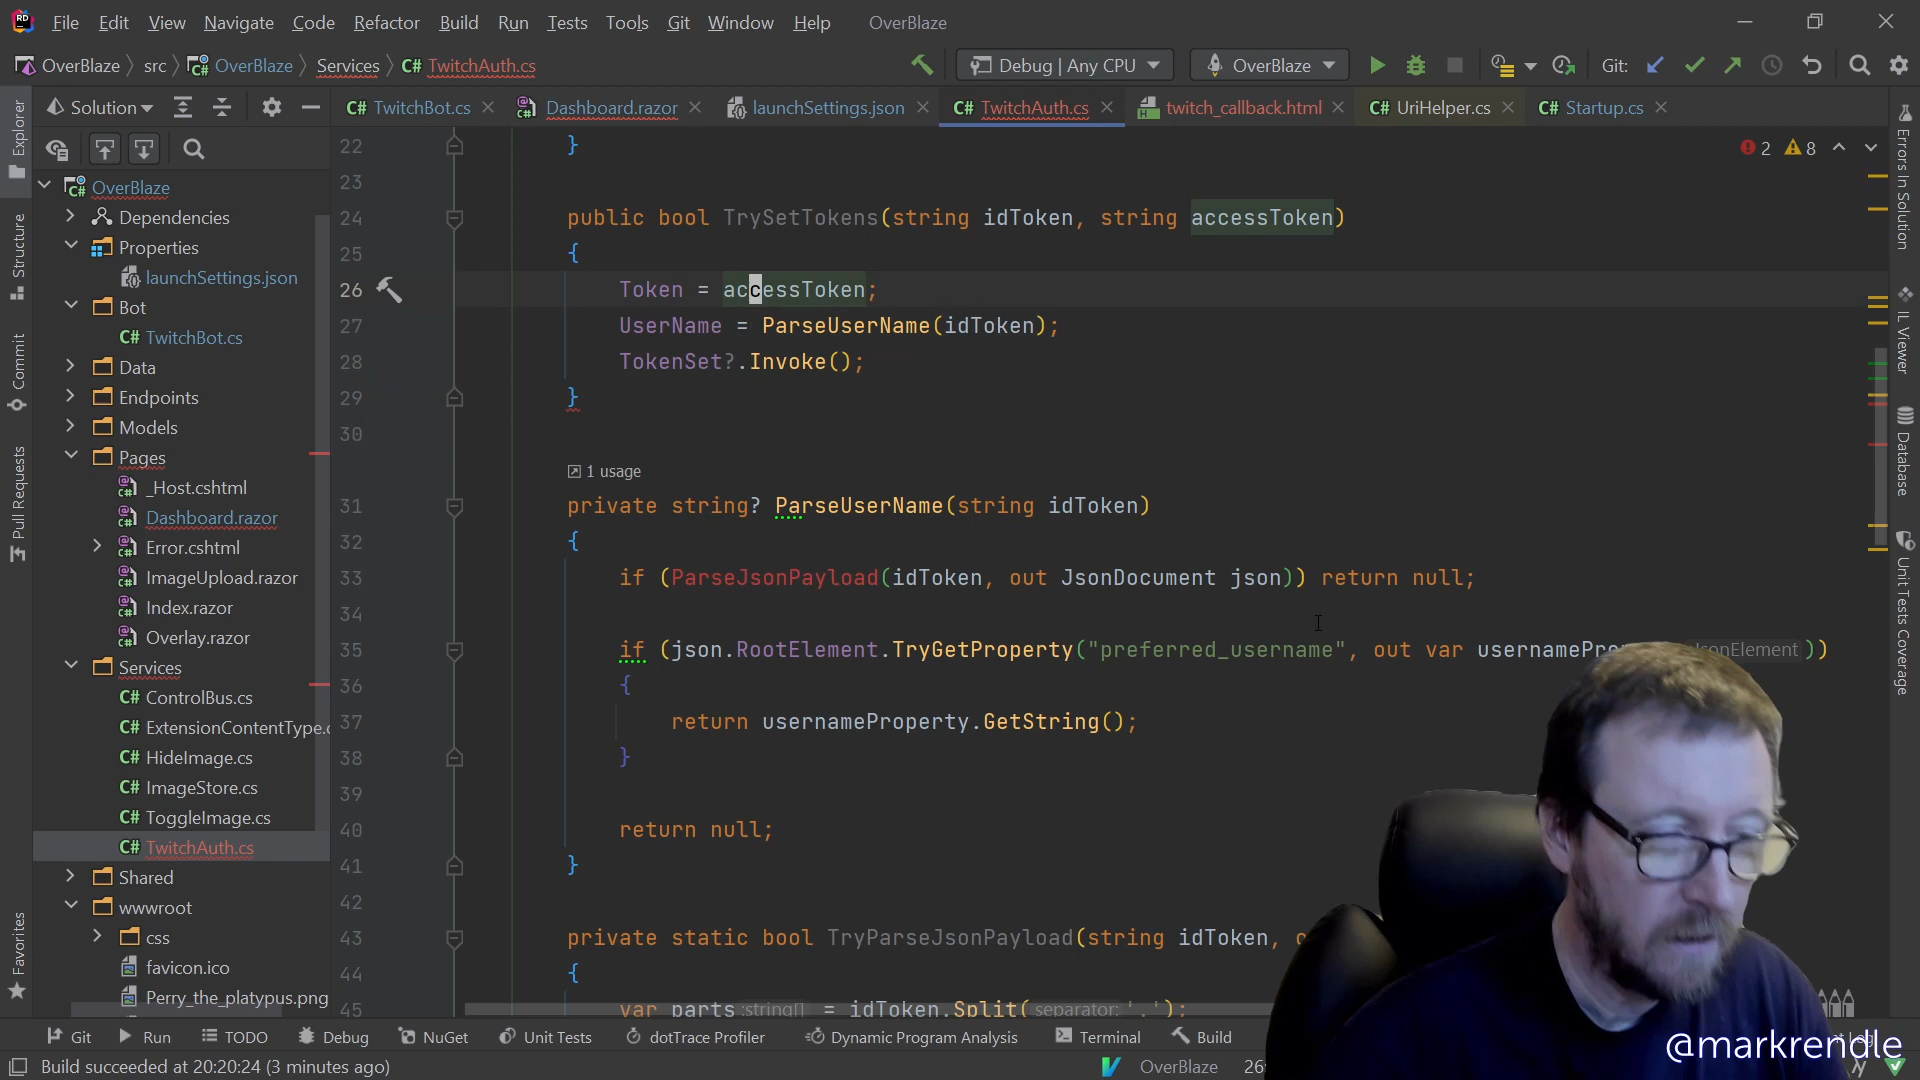 File Edit View Navigate Code Refactor Build Run Tests Tools Git Window Help OverBlaze
OverBlaze src OverBlaze Services C# TwitchAuth.cs Debug | Any CPU OverBlaze Git:
Solution C# TwitchBot.cs Dashboard.razor launchSettings.json C# TwitchAuth.cs twitch_callback.html C# UriHelper.cs C# Startup.cs
Explorer
Structure
Commit
Pull Requests
Favorites
OverBlaze
Dependencies
Properties
launchSettings.json
Bot
C# TwitchBot.cs
Data
Endpoints
Models
Pages
_Host.cshtml
Dashboard.razor
Error.cshtml
ImageUpload.razor
Index.razor
Overlay.razor
Services
C# ControlBus.cs
C# ExtensionContentType.c
C# HideImage.cs
C# ImageStore.cs
C# ToggleImage.cs
C# TwitchAuth.cs
Shared
wwwroot
css
favicon.ico
Perry_the_platypus.png
2 8
22 }
23
24 public bool TrySetTokens(string idToken, string accessToken)
25 {
26 Token = accessToken;
27 UserName = ParseUserName(idToken);
28 TokenSet?.Invoke();
29 }
30
1 usage
31 private string? ParseUserName(string idToken)
32 {
33 if (ParseJsonPayload(idToken, out JsonDocument json)) return null;
34
35 if (json.RootElement.TryGetProperty("preferred_username", out var usernamePro JsonElement))
36 {
37 return usernameProperty.GetString();
38 }
39
40 return null;
41 }
42
43 private static bool TryParseJsonPayload(string idToken, o
44 {
45 var parts :string[] = idToken.Split( separator: '.');
Errors In Solution
IL Viewer
Database
Unit Tests Coverage
Git Run TODO Debug NuGet Unit Tests dotTrace Profiler Dynamic Program Analysis Terminal Build
Build succeeded at 20:20:24 (3 minutes ago) OverBlaze 26:
@markrendle